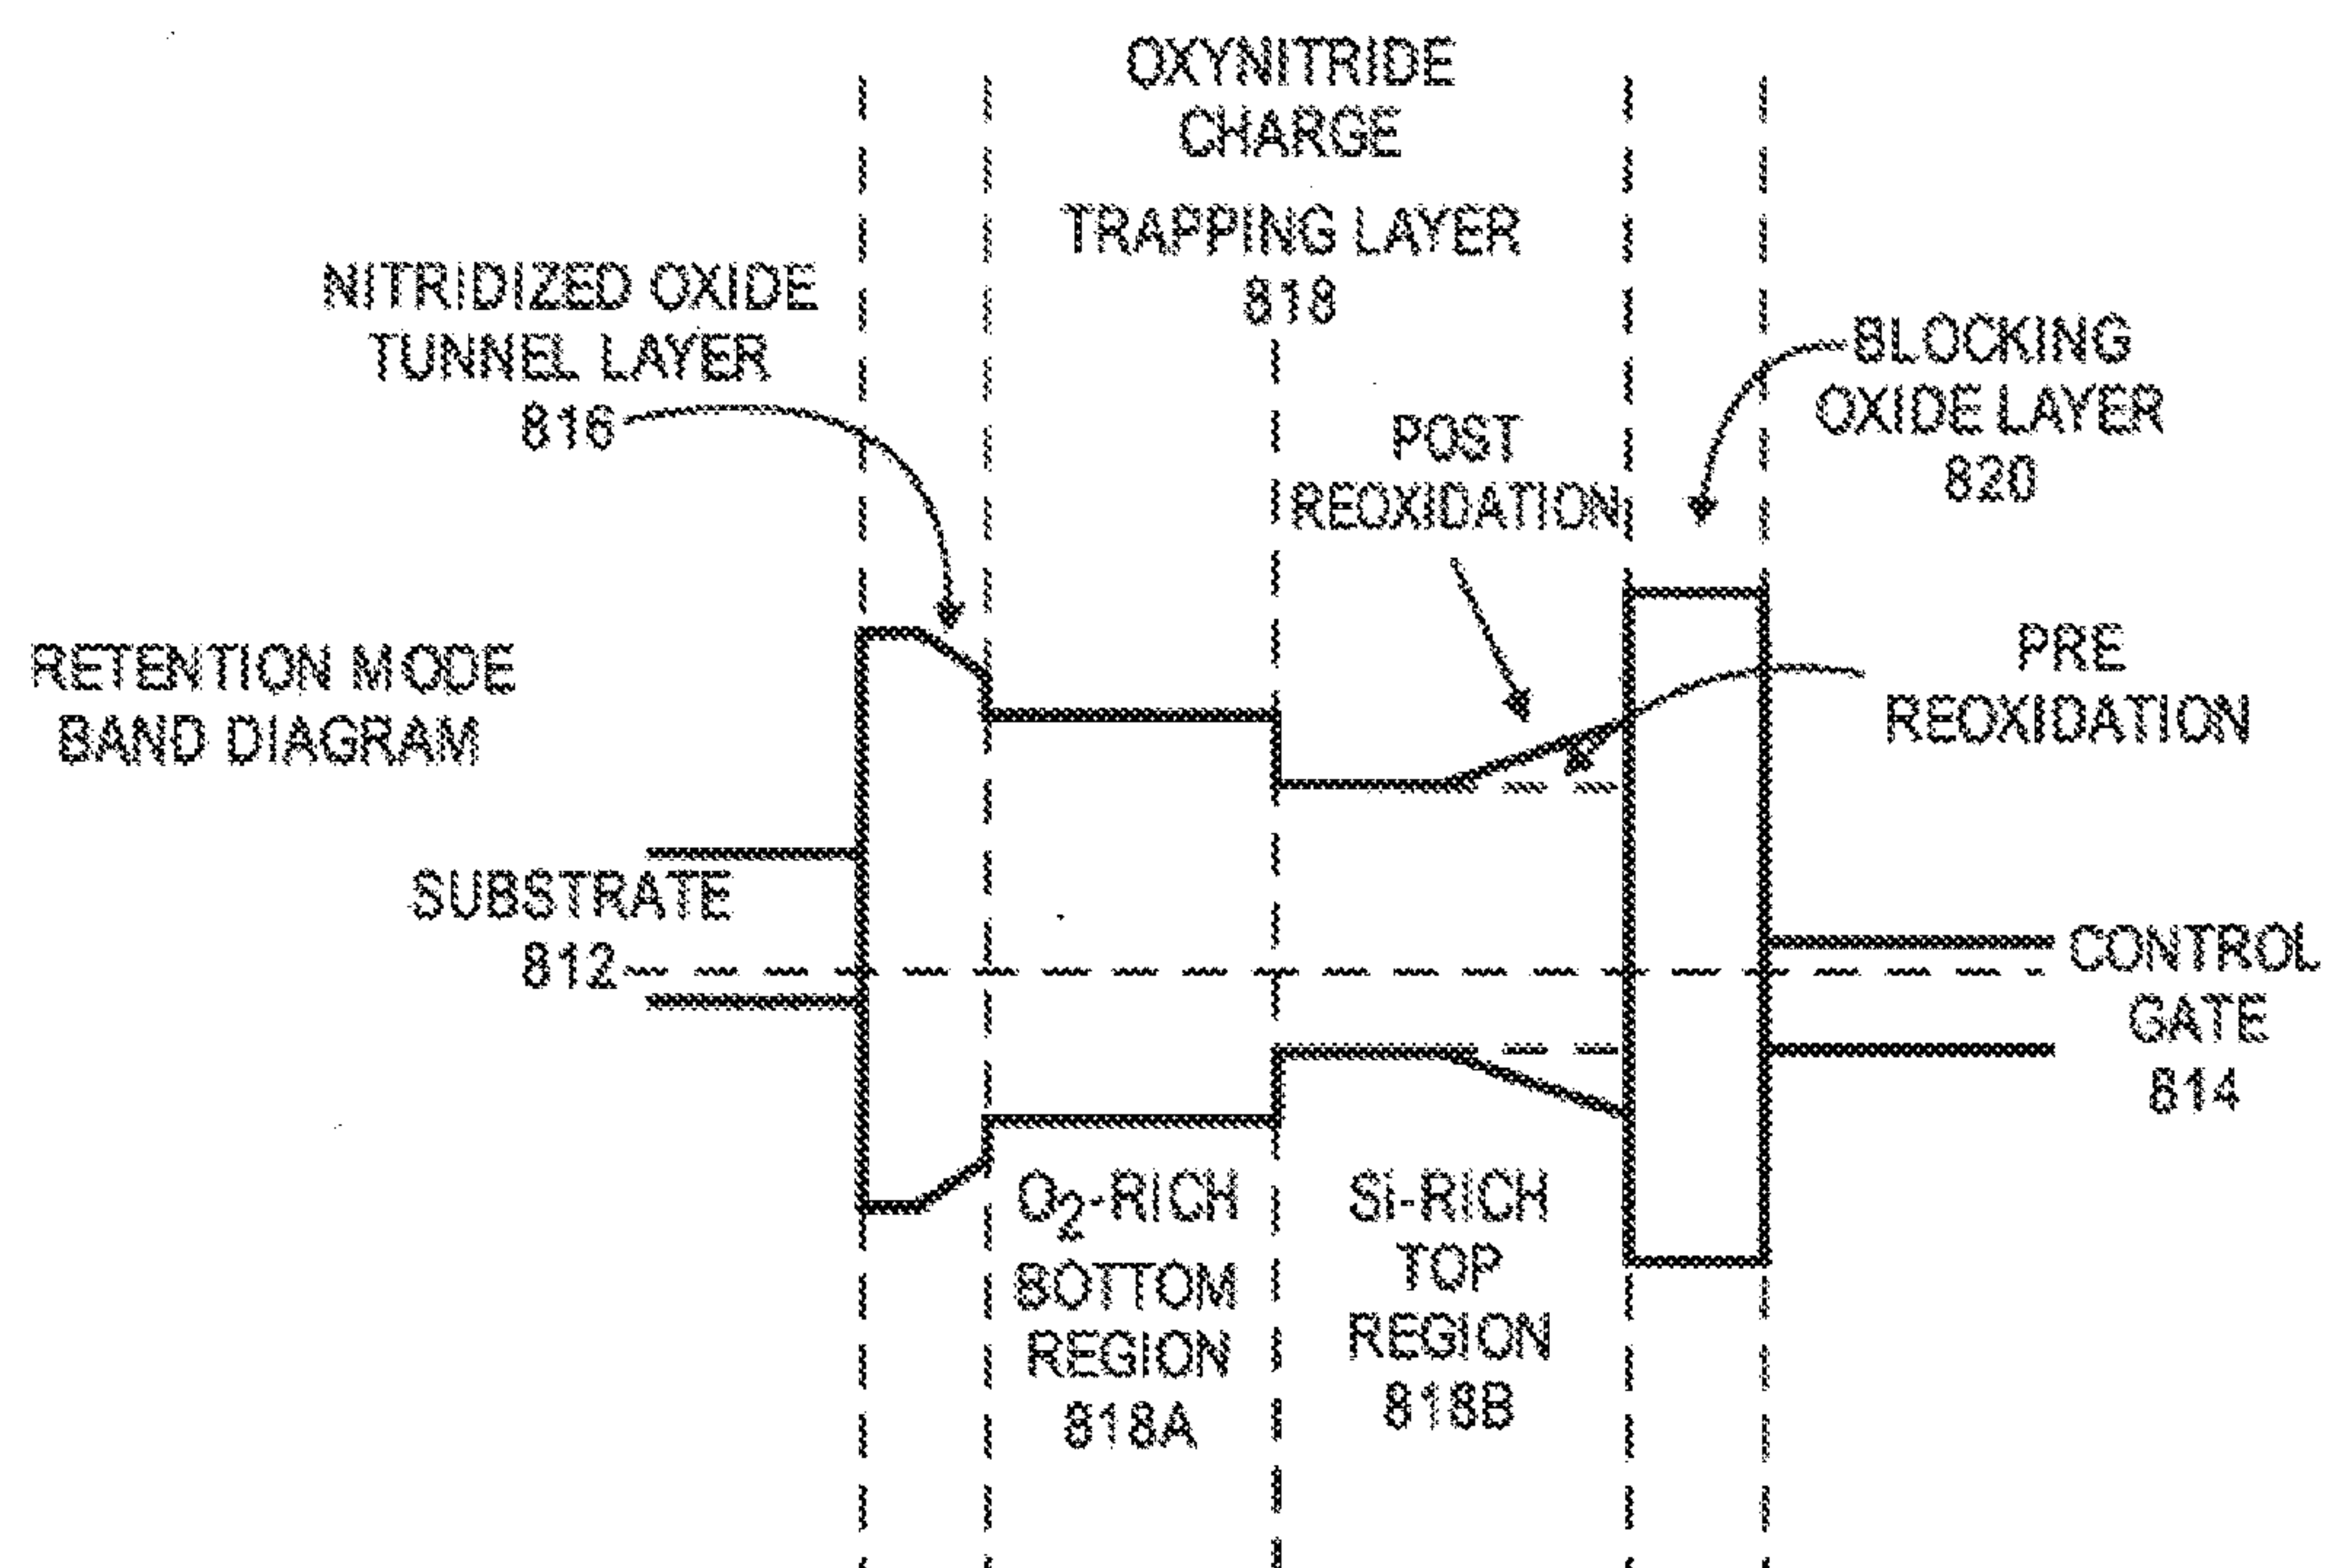 OXYNITRIDE
CHARGE
TRAPPING LAYER
818
NITRIDIZED OXIDE
TUNNEL LAYER
816
BLOCKING
OXIDE LAYER
820
POST
REOXIDATION
PRE
REOXIDATION
RETENTION MODE
BAND DIAGRAM
SUBSTRATE
812
CONTROL
GATE
814
O₂-RICH
BOTTOM
REGION
818A
Si-RICH
TOP
REGION
818B